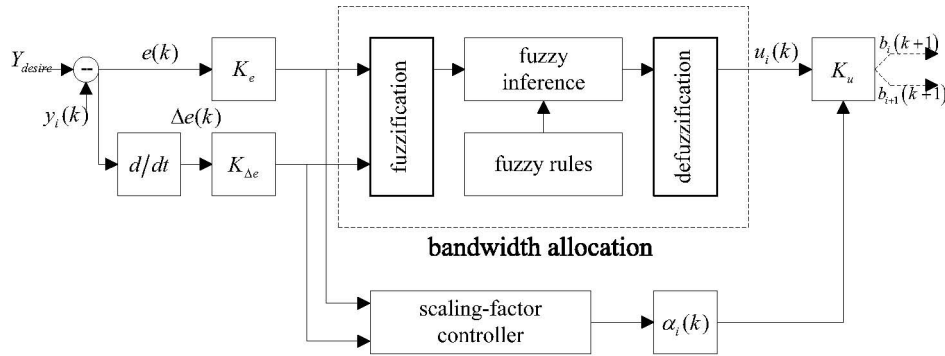 Y_desire
--
y_i(k)
e(k)
Δe(k)
d/dt
K_e
K_Δe
fuzzification
fuzzy
inference
fuzzy rules
defuzzification
bandwidth allocation
u_i(k)
K_u
b_i(k+1)
b_{i+1}(k+1)
scaling-factor
controller
α_i(k)